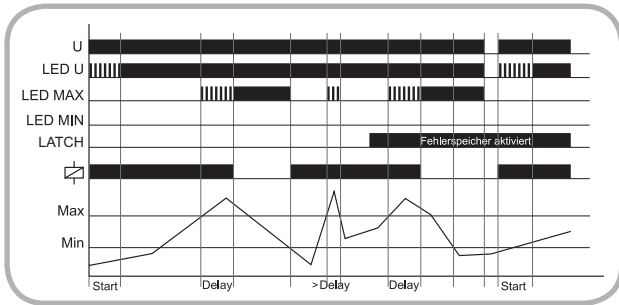 U
LED U
LED MAX
LED MIN
LATCH
Fehlerspeicher aktiviert
Max
Min
Start
Delay
>Delay
Delay
Start